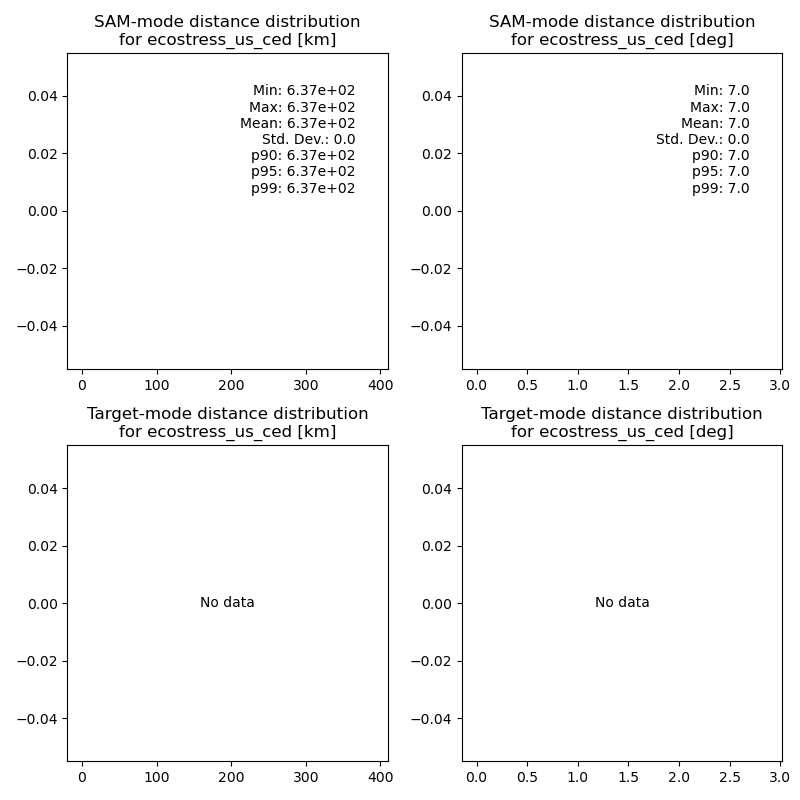 SAM-mode distance distribution
for ecostress_us_ced [km]
Min: 6.37e+02
Max: 6.37e+02
Mean: 6.37e+02
Std. Dev.: 0.0
p90: 6.37e+02
p95: 6.37e+02
p99: 6.37e+02
0.04
0.02
0.00
−0.02
−0.04
0 100 200 300 400
SAM-mode distance distribution
for ecostress_us_ced [deg]
Min: 7.0
Max: 7.0
Mean: 7.0
Std. Dev.: 0.0
p90: 7.0
p95: 7.0
p99: 7.0
0.04
0.02
0.00
−0.02
−0.04
0.0 0.5 1.0 1.5 2.0 2.5 3.0
Target-mode distance distribution
for ecostress_us_ced [km]
No data
0.04
0.02
0.00
−0.02
−0.04
0 100 200 300 400
Target-mode distance distribution
for ecostress_us_ced [deg]
No data
0.04
0.02
0.00
−0.02
−0.04
0.0 0.5 1.0 1.5 2.0 2.5 3.0